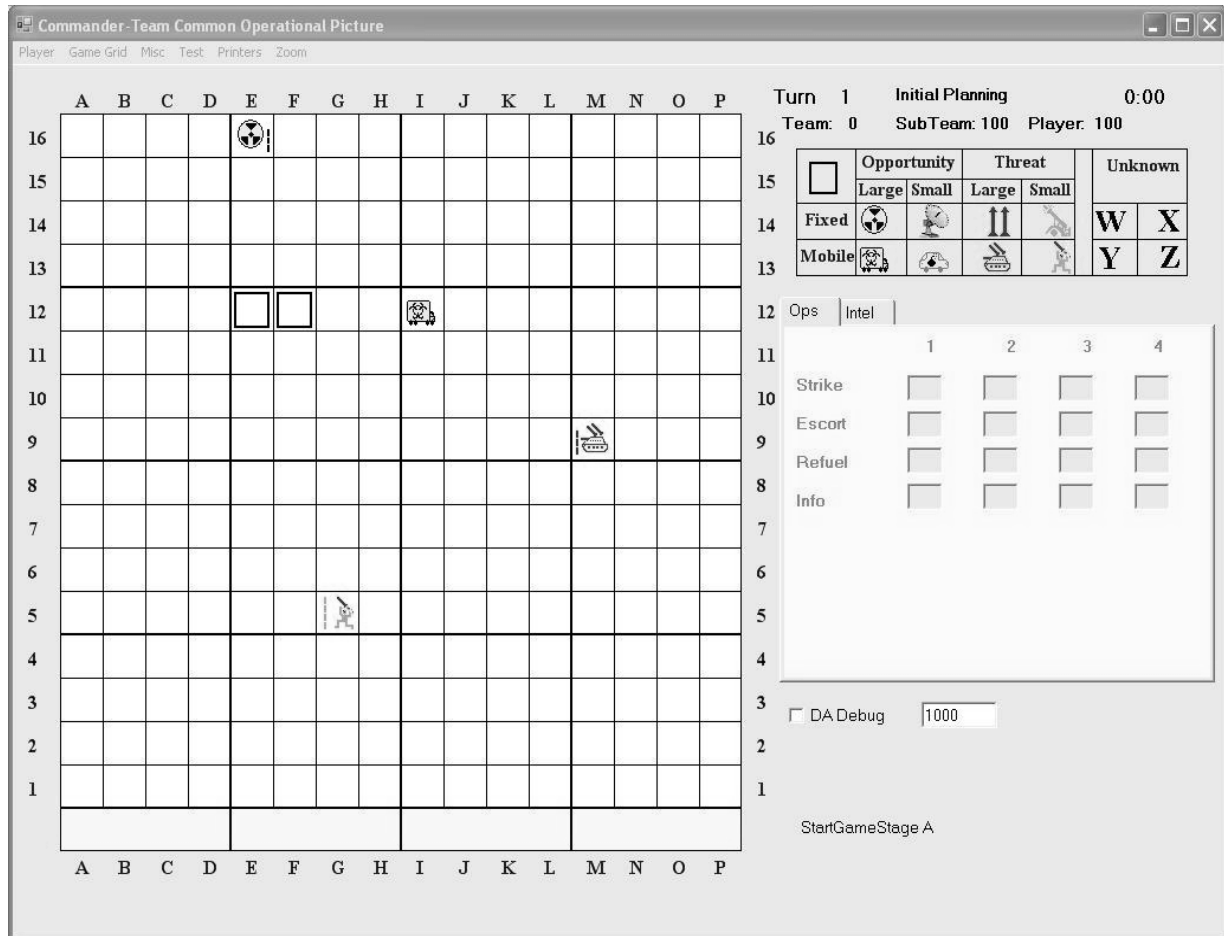 Commander-Team Common Operational Picture
Player Game Grid Misc Test Printers Zoom
A B C D E F G H I J K L M N O P
Turn 1 Initial Planning 0:00
Team: 0 SubTeam: 100 Player: 100
16 16
15 15
14 14
13 13
12 12
11 11
10 10
9 9
8 8
7 7
6 6
5 5
4 4
3 3
2 2
1 1
A B C D E F G H I J K L M N O P
Opportunity Threat Unknown
Large Small Large Small
Fixed W X
Mobile Y Z
Ops Intel
1 2 3 4
Strike
Escort
Refuel
Info
DA Debug 1000
StartGameStage A